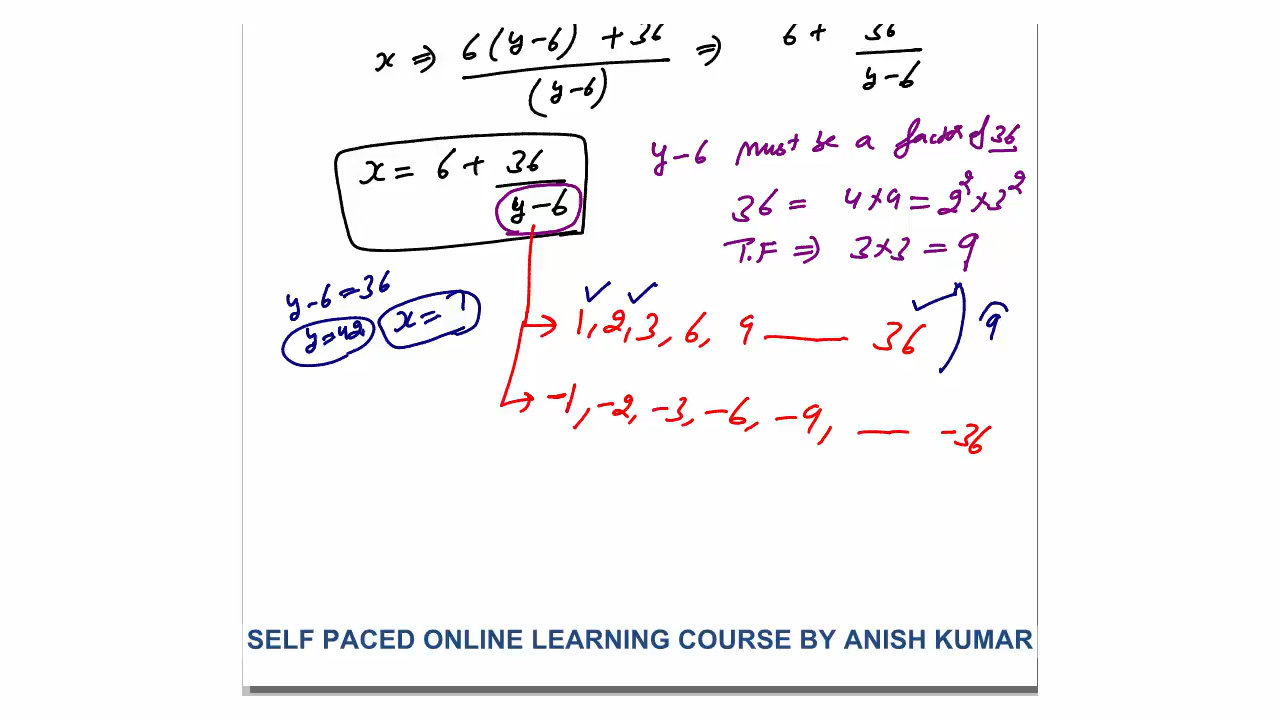 x ⇒ 6(y-6) + 36 / (y-6) ⇒ 6 + 36 / y-6
x = 6 + 36 / y-6
y-6 must be a factor of 36
36 = 4×9 = 2²×3²
T.F ⇒ 3×3 = 9
y-6=36
y=42 x=7
1, 2, 3, 6, 9 —— 36 9
-1, -2, -3, -6, -9, —— -36
SELF PACED ONLINE LEARNING COURSE BY ANISH KUMAR